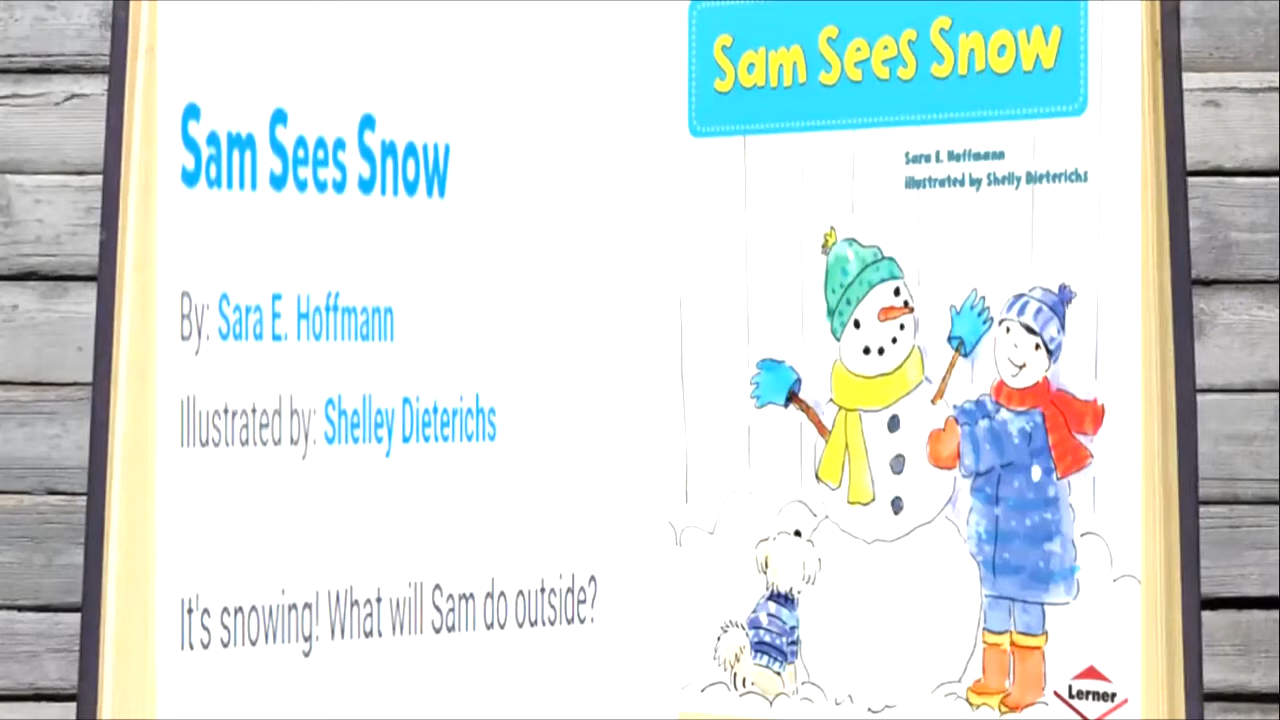 Sam Sees Snow
By: Sara E. Hoffmann
Illustrated by: Shelley Dieterichs
It's snowing! What will Sam do outside?
Sam Sees Snow
Sara E. Hoffmann
illustrated by Shelly Dieterichs
Lerner